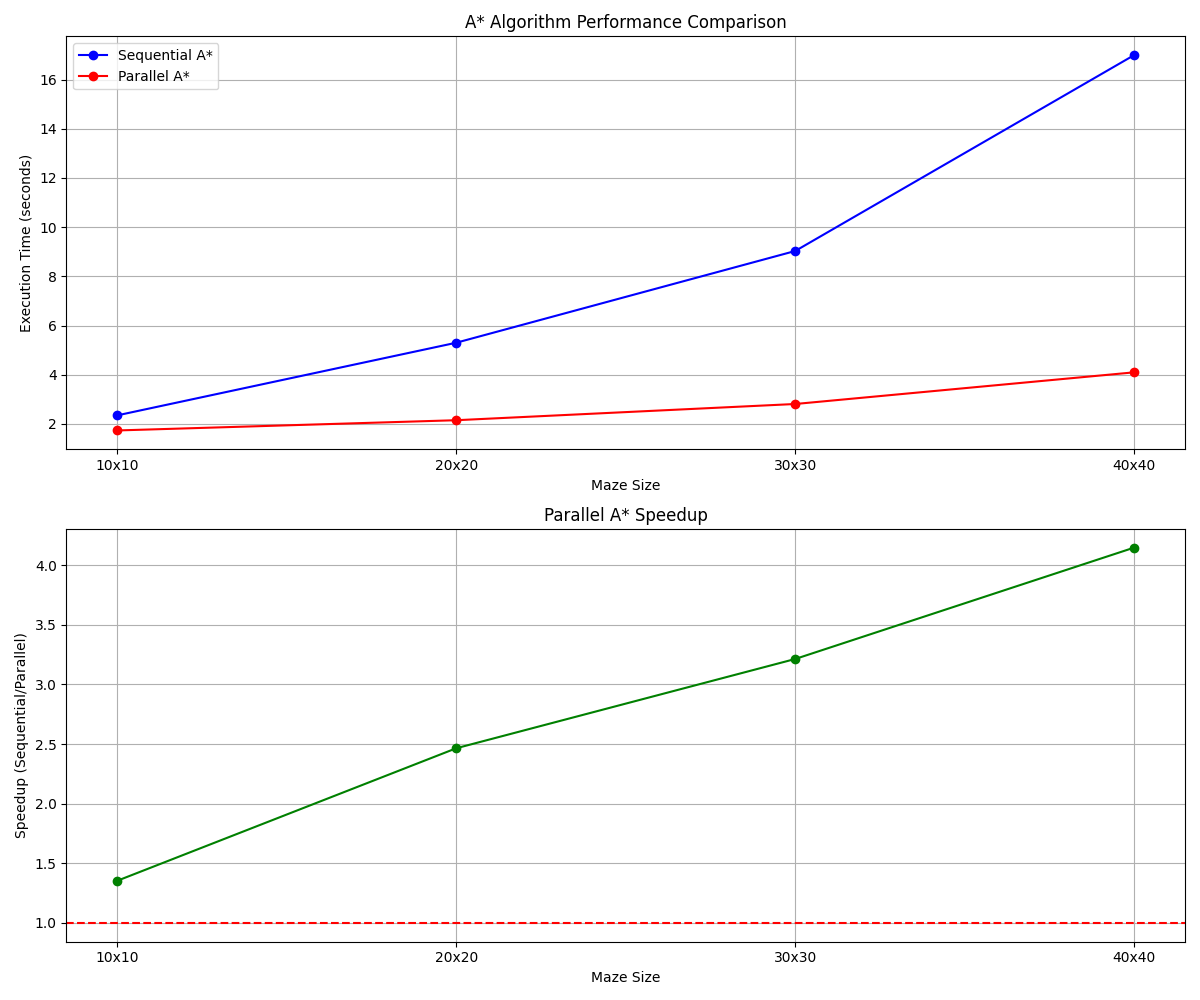 A* Algorithm Performance Comparison
Sequential A*
Parallel A*
Execution Time (seconds)
16
14
12
10
8
6
4
2
10x10 20x20 30x30 40x40
Maze Size
Parallel A* Speedup
Speedup (Sequential/Parallel)
4.0
3.5
3.0
2.5
2.0
1.5
1.0
10x10 20x20 30x30 40x40
Maze Size